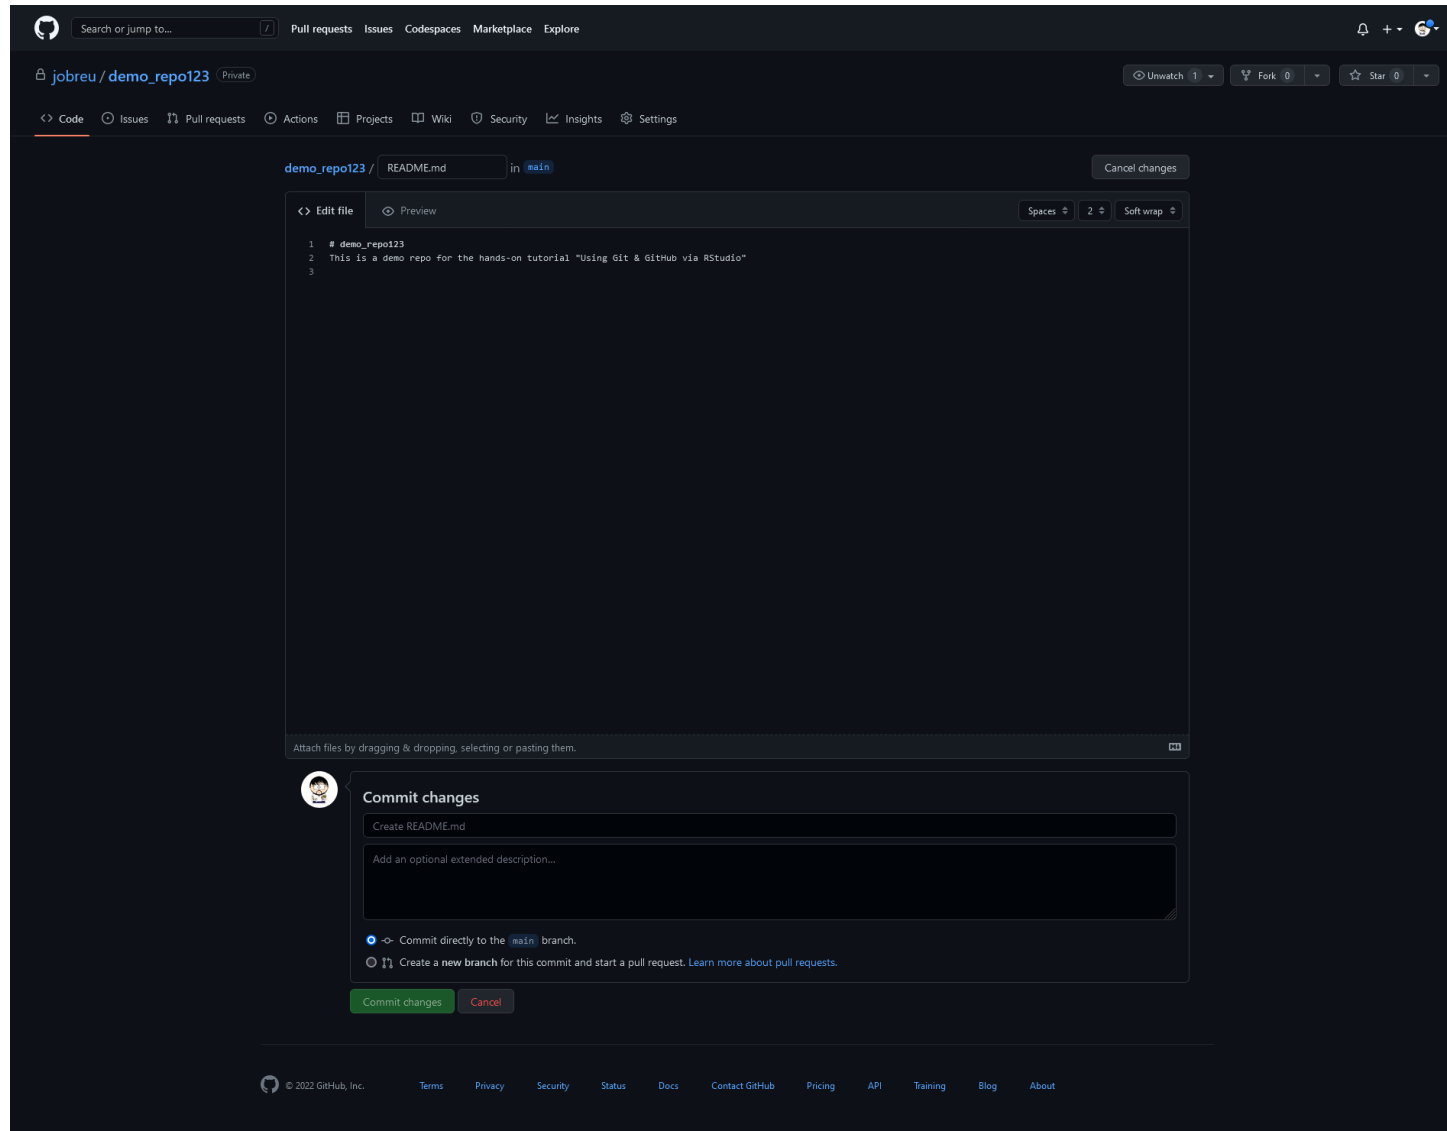 Search or jump to... / Pull requests Issues Codespaces Marketplace Explore
jobreu / demo_repo123 Private Unwatch 1 Fork 0 Star 0
Code Issues Pull requests Actions Projects Wiki Security Insights Settings
demo_repo123 / README.md in main Cancel changes
Edit file Preview Spaces 2 Soft wrap
1 # demo_repo123
2 This is a demo repo for the hands-on tutorial "Using Git & GitHub via RStudio"
3
Attach files by dragging & dropping, selecting or pasting them.
Commit changes
Create README.md
Add an optional extended description...
Commit directly to the main branch.
Create a new branch for this commit and start a pull request. Learn more about pull requests.
Commit changes Cancel
© 2022 GitHub, Inc. Terms Privacy Security Status Docs Contact GitHub Pricing API Training Blog About